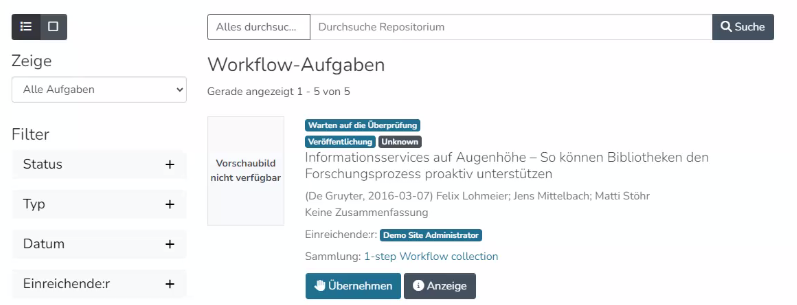 Alles durchsuc... Durchsuche Repositorium Suche
Zeige
Alle Aufgaben
Filter
Status +
Typ +
Datum +
Einreichende:r +
Workflow-Aufgaben
Gerade angezeigt 1 - 5 von 5
Vorschaubild
nicht verfügbar
Warten auf die Überprüfung
Veröffentlichung Unknown
Informationsservices auf Augenhöhe – So können Bibliotheken den
Forschungsprozess proaktiv unterstützen
(De Gruyter, 2016-03-07) Felix Lohmeier; Jens Mittelbach; Matti Stöhr
Keine Zusammenfassung
Einreichende:r: Demo Site Administrator
Sammlung: 1-step Workflow collection
Übernehmen Anzeige